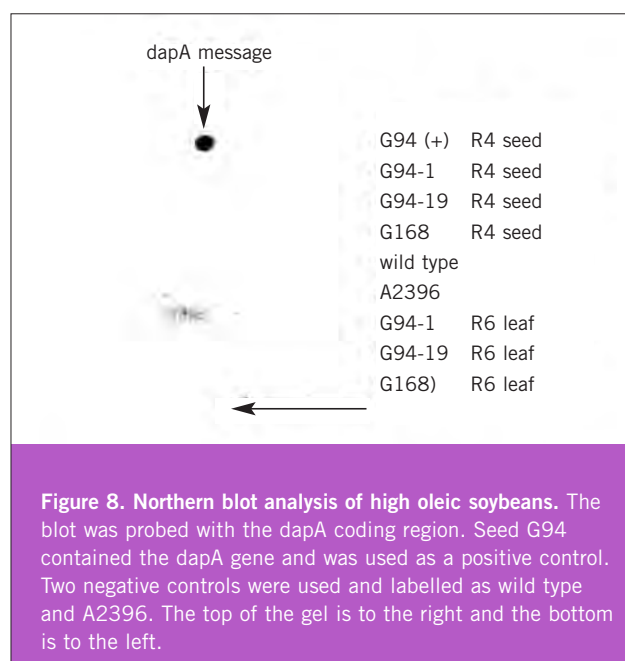 dapA message
G94 (+) R4 seed
G94-1 R4 seed
G94-19 R4 seed
G168 R4 seed
wild type
A2396
G94-1 R6 leaf
G94-19 R6 leaf
G168) R6 leaf
Figure 8. Northern blot analysis of high oleic soybeans. The
blot was probed with the dapA coding region. Seed G94
contained the dapA gene and was used as a positive control.
Two negative controls were used and labelled as wild type
and A2396. The top of the gel is to the right and the bottom
is to the left.